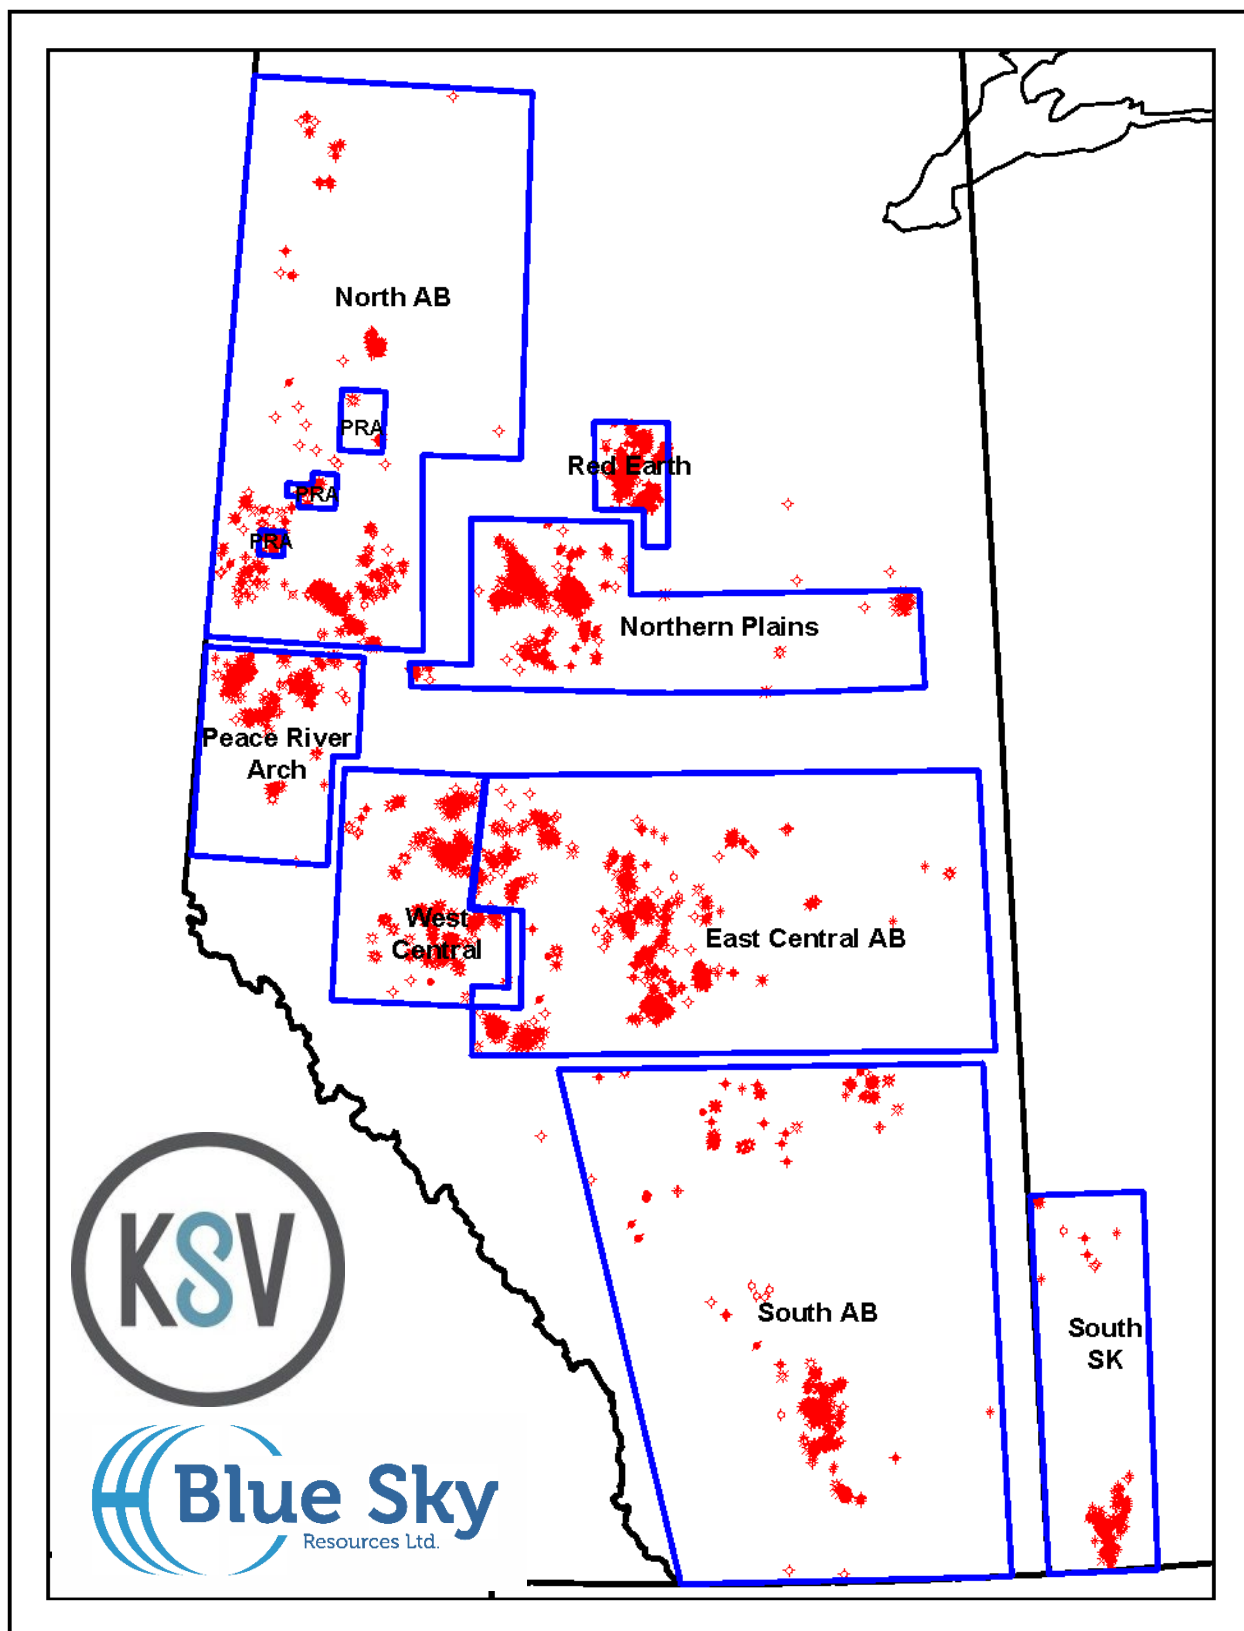 North AB
PRA
Red Earth
PRA
PRA
Northern Plains
Peace River
Arch
West
Central
East Central AB
KSV
South AB
South
SK
Blue Sky
Resources Ltd.